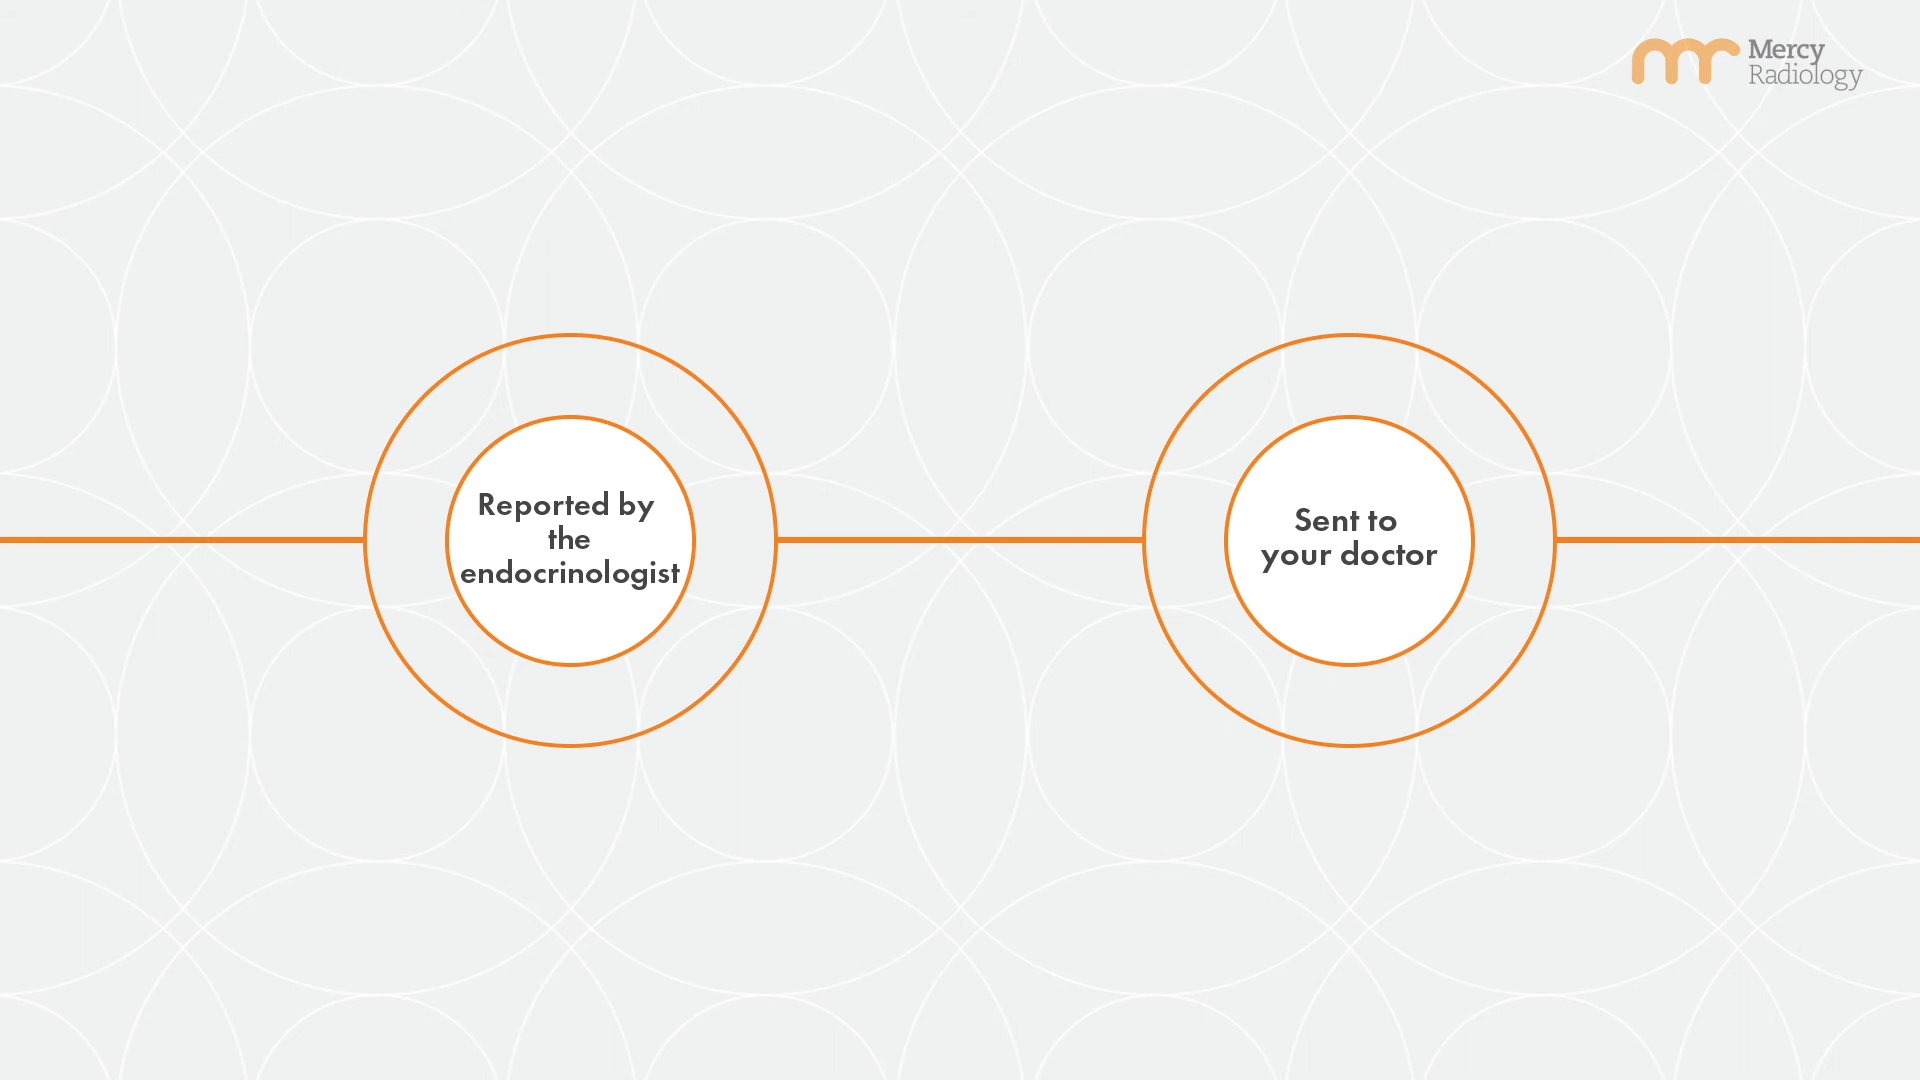 Mercy
Radiology
Reported by
the
endocrinologist
Sent to
your doctor